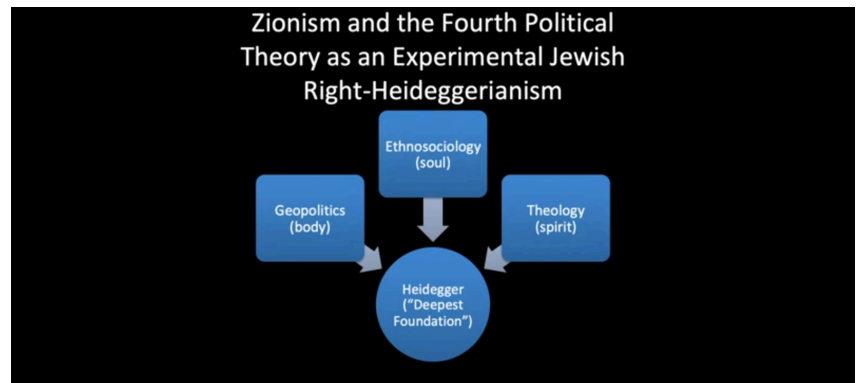 Zionism and the Fourth Political
Theory as an Experimental Jewish
Right-Heideggerianism
Ethnosociology
(soul)
Geopolitics
(body)
Theology
(spirit)
Heidegger
("Deepest
Foundation")